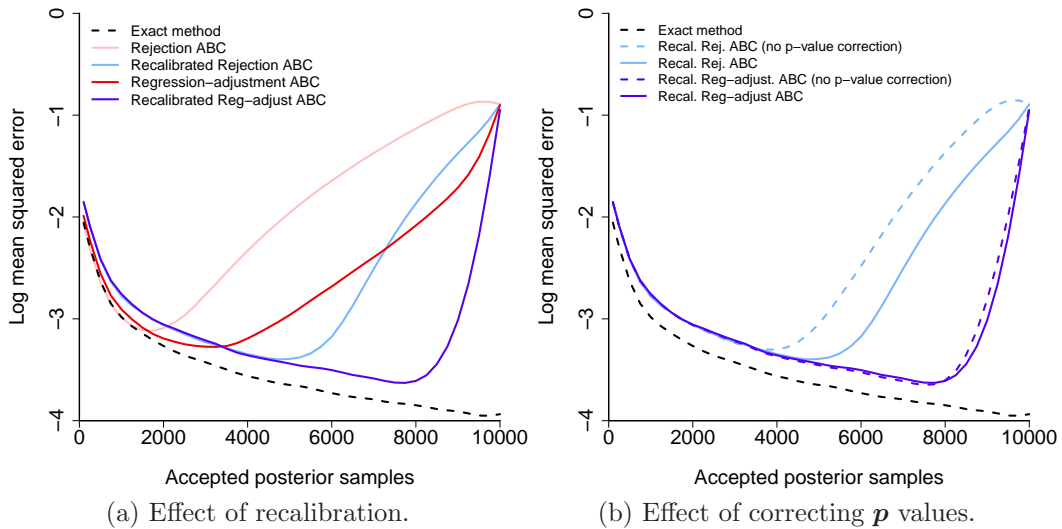 0
-1
-2
-3
-4
Log mean squared error
Exact method
Rejection ABC
Recalibrated Rejection ABC
Regression−adjustment ABC
Recalibrated Reg−adjust ABC
0 2000 4000 6000 8000 10000
Accepted posterior samples
(a) Effect of recalibration.
0
-1
-2
-3
-4
Log mean squared error
Exact method
Recal. Rej. ABC (no p−value correction)
Recal. Rej. ABC
Recal. Reg−adjust. ABC (no p−value correction)
Recal. Reg−adjust ABC
0 2000 4000 6000 8000 10000
Accepted posterior samples
(b) Effect of correcting p values.